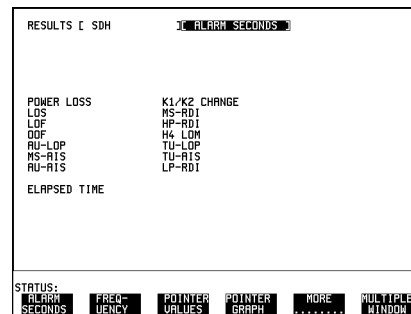 RESULTS [ SDH ][ ALARM SECONDS ]
POWER LOSS K1/K2 CHANGE
LOS MS-RDI
LOF HP-RDI
OOF H4 LOM
AU-LOP TU-LOP
MS-AIS TU-AIS
AU-AIS LP-RDI
ELAPSED TIME
STATUS:
ALARM FREQ- POINTER POINTER MORE MULTIPLE
SECONDS UENCY VALUES GRAPH ........ WINDOW